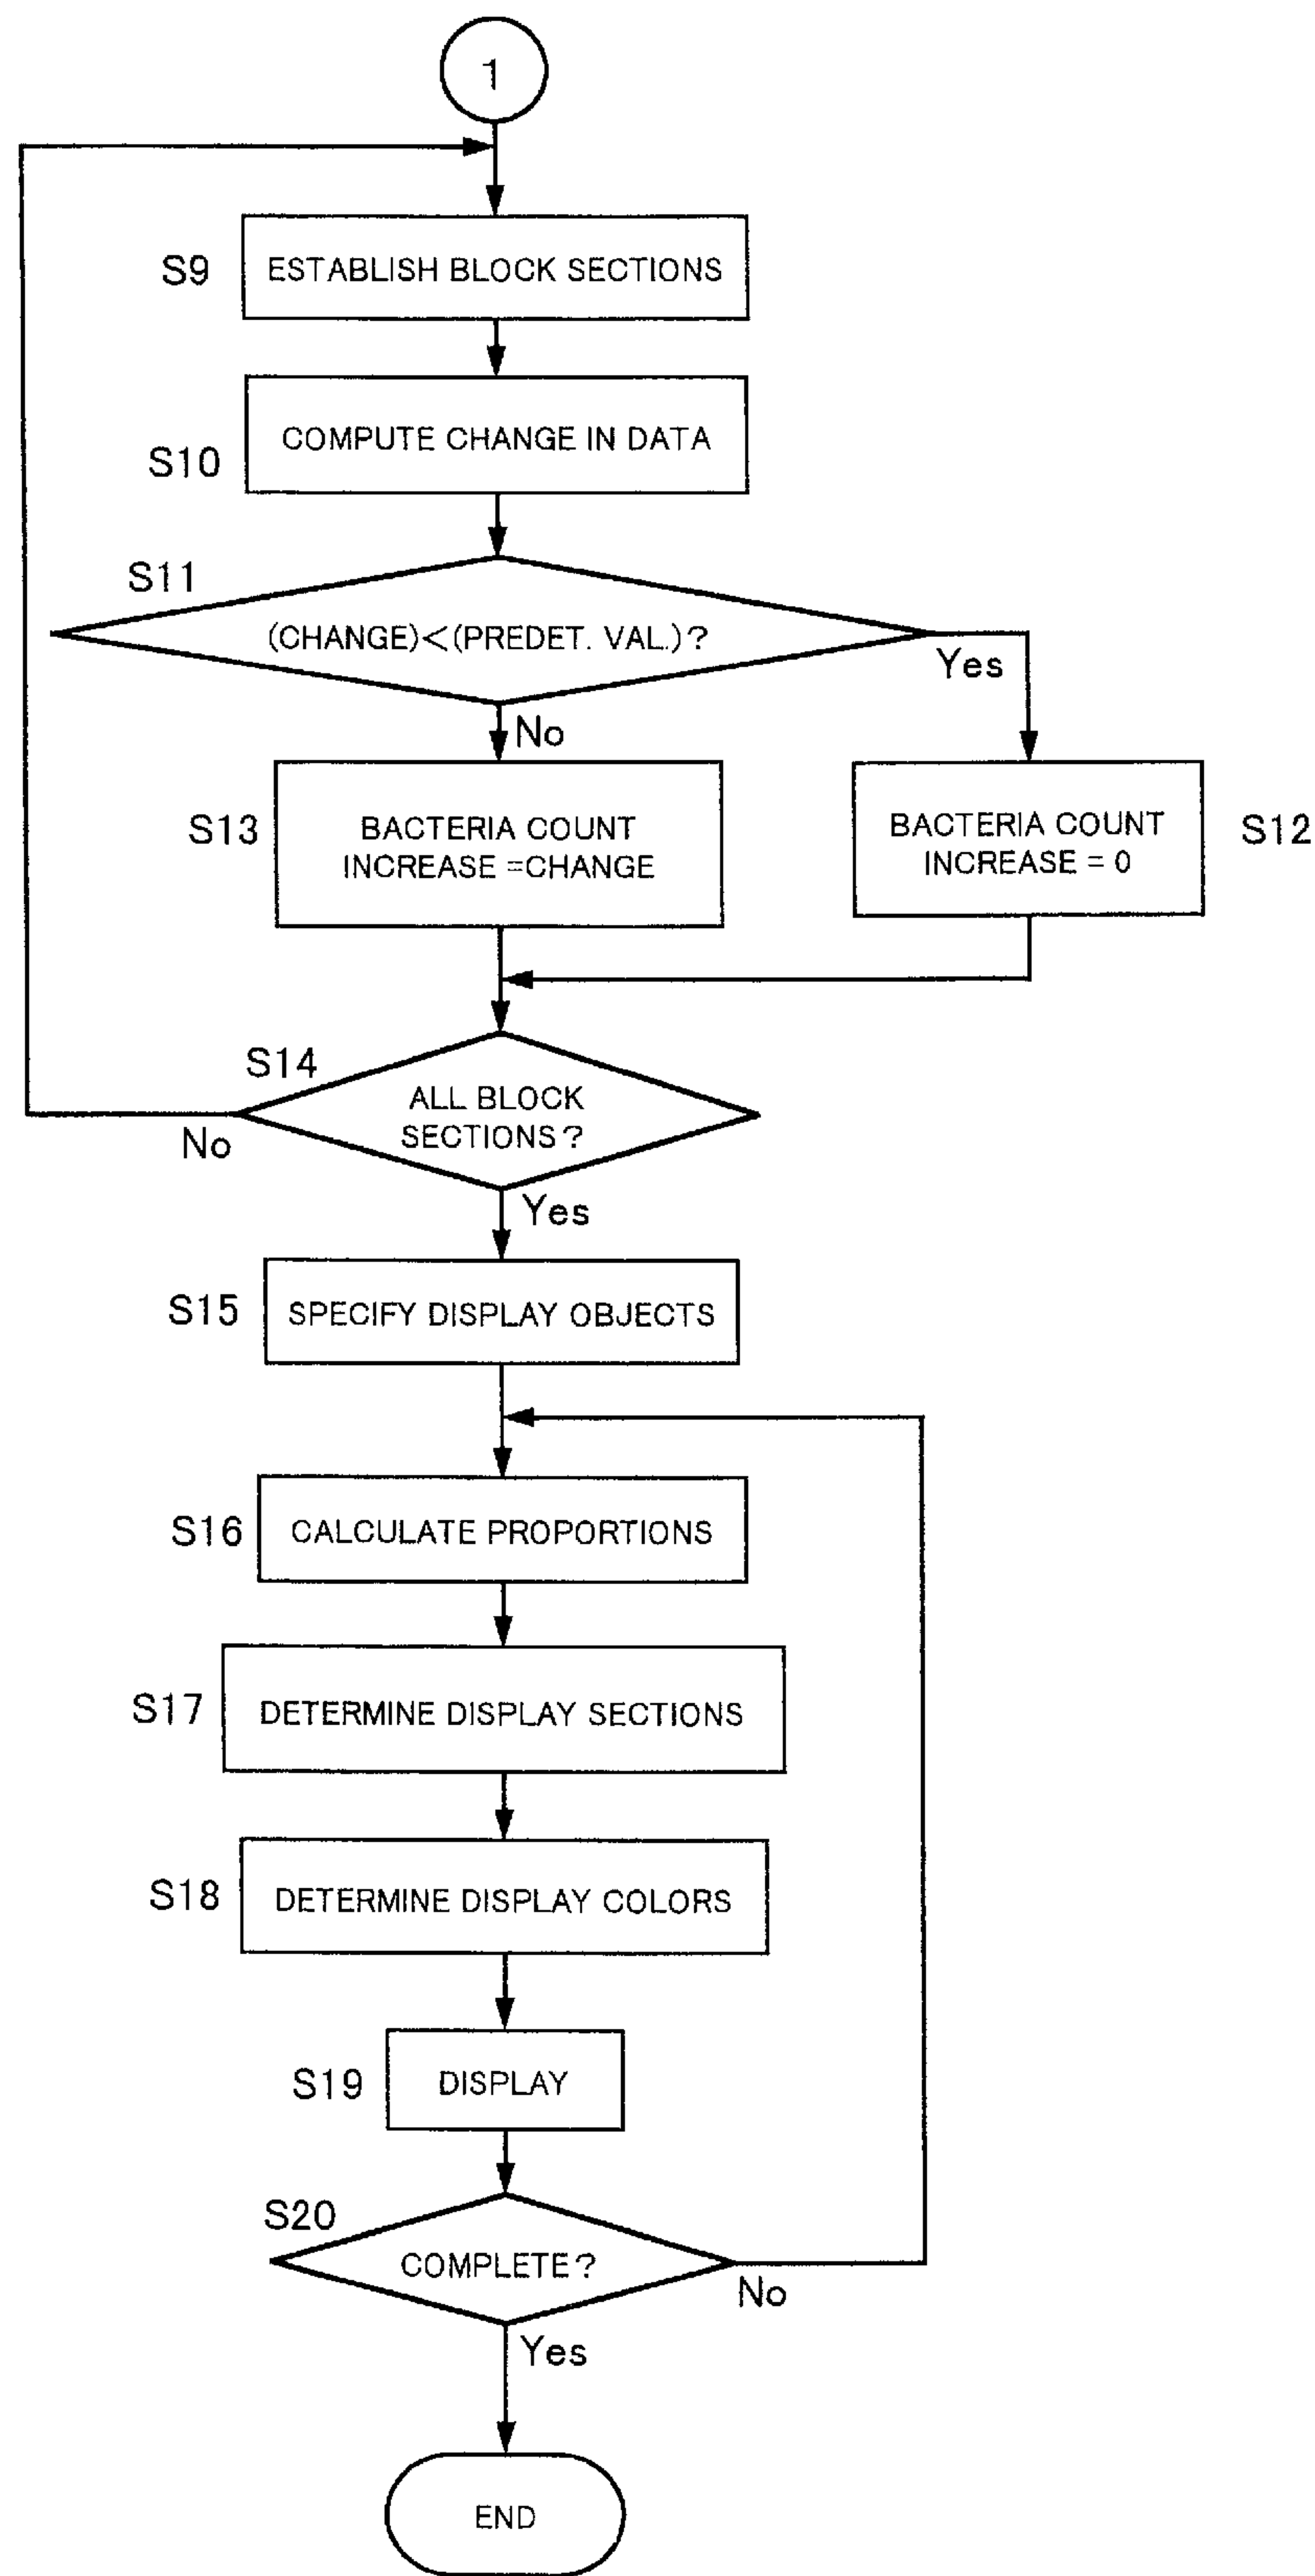 1
S9
ESTABLISH BLOCK SECTIONS
S10
COMPUTE CHANGE IN DATA
S11
(CHANGE)<(PREDET. VAL.)?
Yes
No
S13
BACTERIA COUNT
INCREASE =CHANGE
BACTERIA COUNT
INCREASE = 0
S12
S14
ALL BLOCK
SECTIONS?
No
Yes
S15
SPECIFY DISPLAY OBJECTS
S16
CALCULATE PROPORTIONS
S17
DETERMINE DISPLAY SECTIONS
S18
DETERMINE DISPLAY COLORS
S19
DISPLAY
S20
COMPLETE?
No
Yes
END